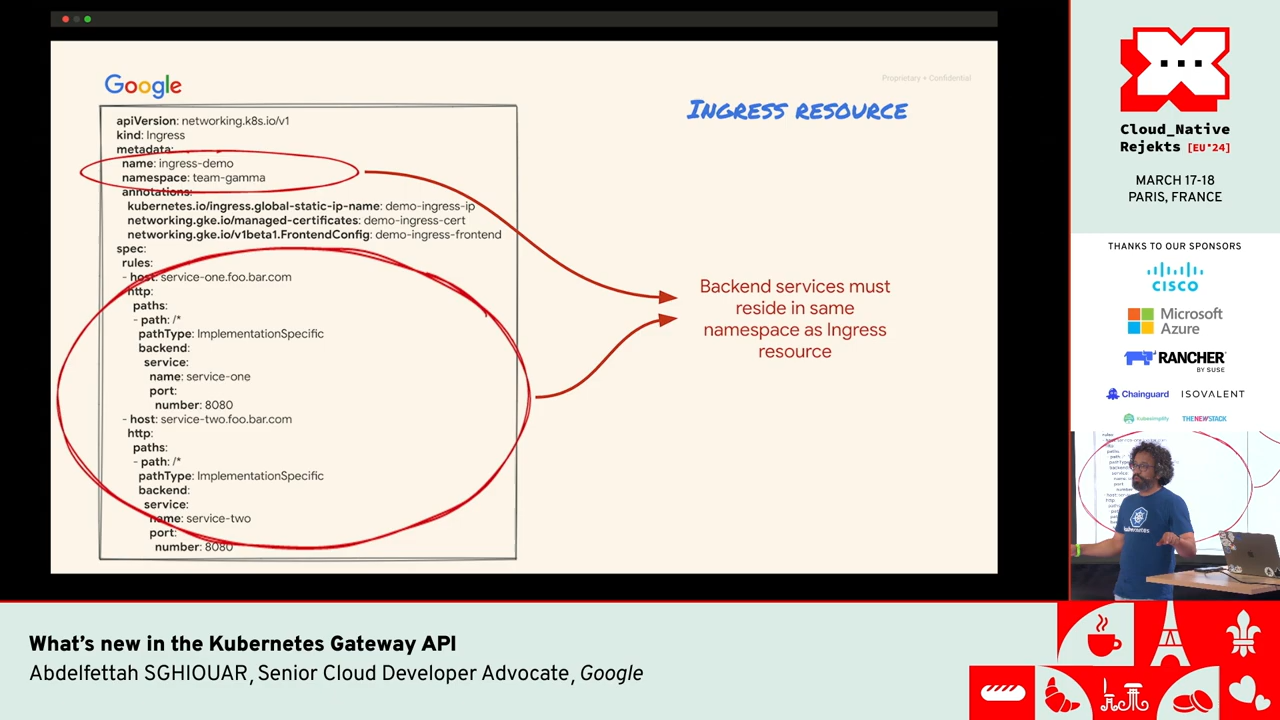 Google
Proprietary + Confidential
INGRESS RESOURCE
apiVersion: networking.k8s.io/v1
kind: Ingress
metadata:
name: ingress-demo
namespace: team-gamma
annotations:
kubernetes.io/ingress.global-static-ip-name: demo-ingress-ip
networking.gke.io/managed-certificates: demo-ingress-cert
networking.gke.io/v1beta1.FrontendConfig: demo-ingress-frontend
spec:
rules:
- host: service-one.foo.bar.com
http:
paths:
- path: /*
pathType: ImplementationSpecific
backend:
service:
name: service-one
port:
number: 8080
- host: service-two.foo.bar.com
http:
paths:
- path: /*
pathType: ImplementationSpecific
backend:
service:
name: service-two
port:
number: 8080
Backend services must
reside in same
namespace as Ingress
resource
Cloud_Native
Rejekts [EU*24]
MARCH 17-18
PARIS, FRANCE
THANKS TO OUR SPONSORS
CISCO
Microsoft
Azure
RANCHER
BY SUSE
Chainguard ISOVALENT
kubesimplify THENEWSTACK
What's new in the Kubernetes Gateway API
Abdelfettah SGHIOUAR, Senior Cloud Developer Advocate, Google